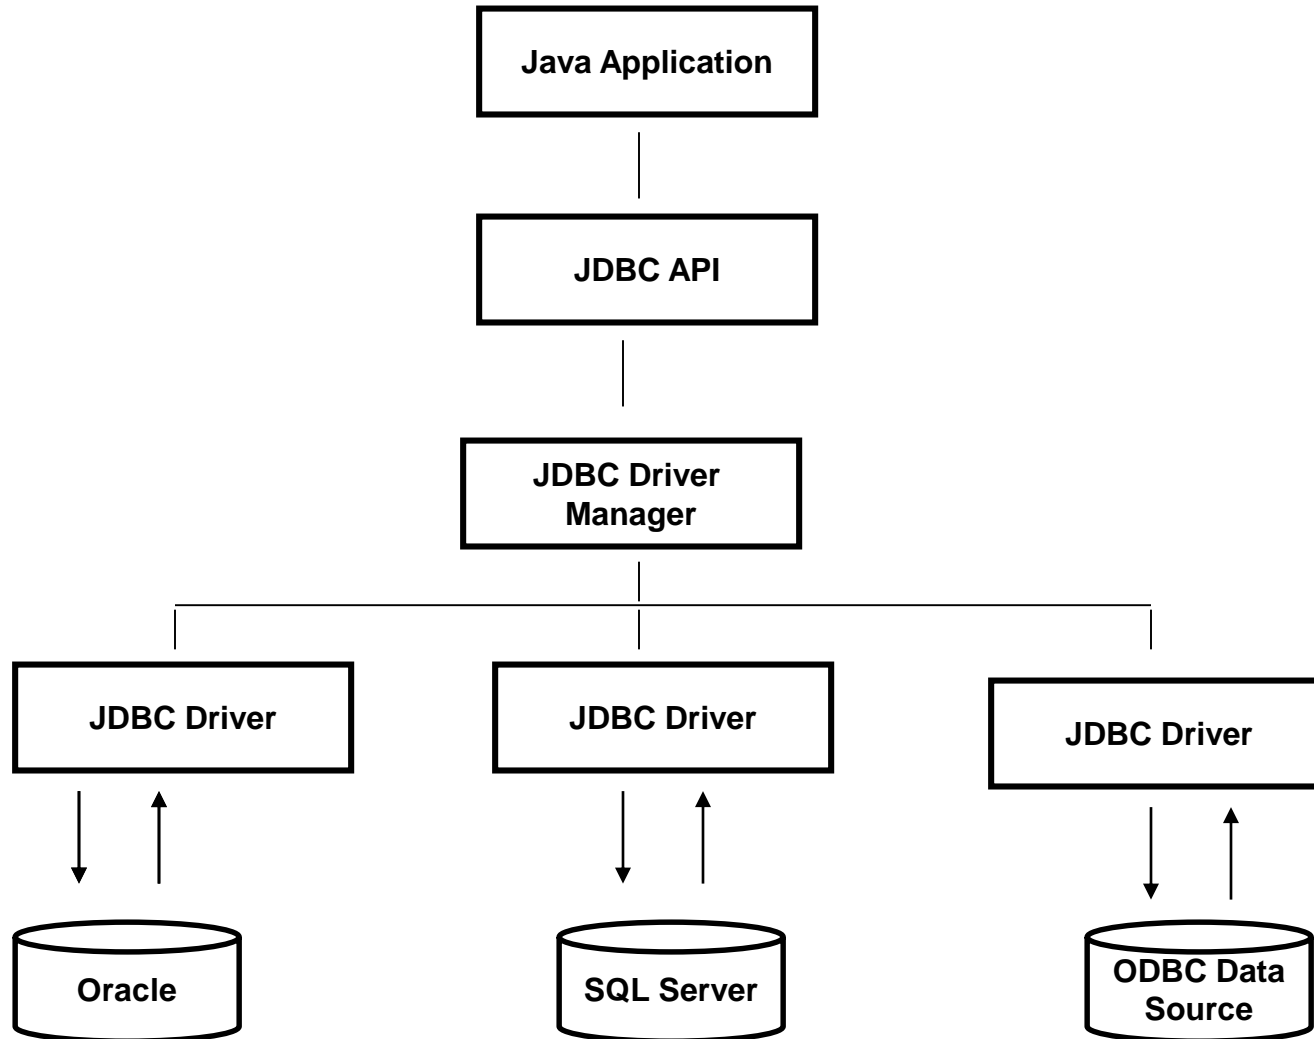 Java Application
JDBC API
JDBC Driver
Manager
JDBC Driver
JDBC Driver
JDBC Driver
Oracle
SQL Server
ODBC Data
Source